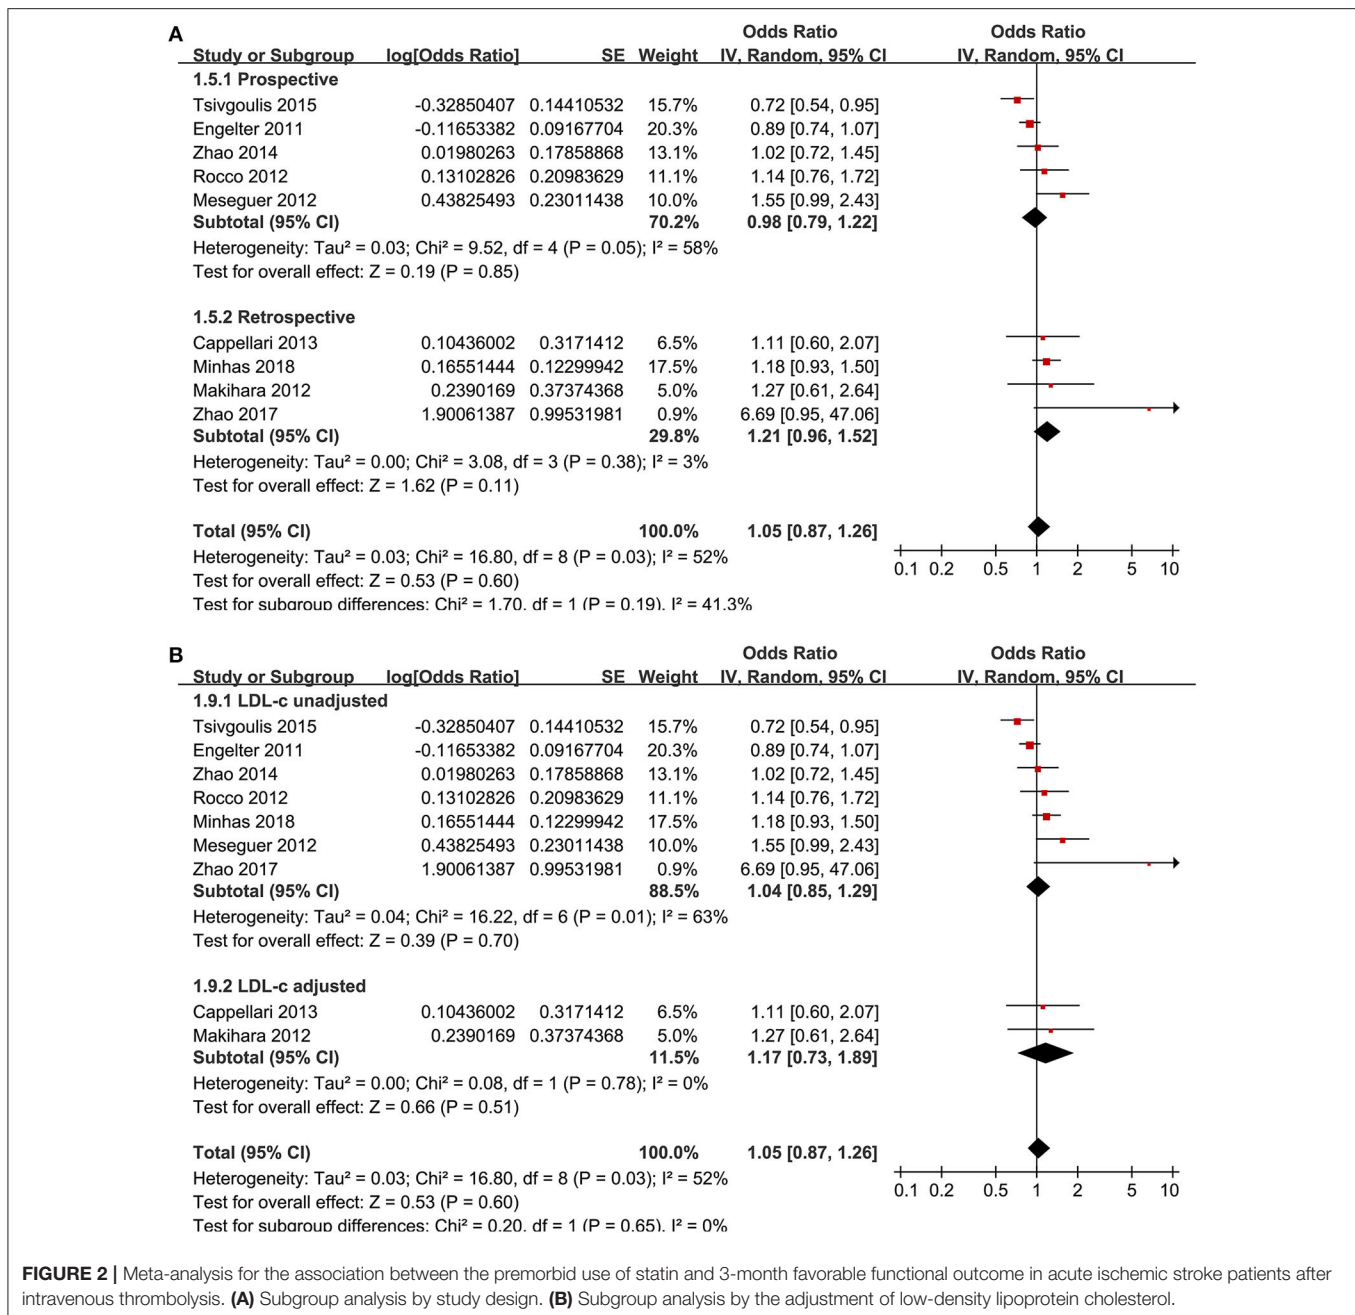 A
Odds Ratio Odds Ratio
Study or Subgroup log[Odds Ratio] SE Weight IV, Random, 95% CI IV, Random, 95% CI
1.5.1 Prospective
Tsivgoulis 2015 -0.32850407 0.14410532 15.7% 0.72 [0.54, 0.95]
Engelter 2011 -0.11653382 0.09167704 20.3% 0.89 [0.74, 1.07]
Zhao 2014 0.01980263 0.17858868 13.1% 1.02 [0.72, 1.45]
Rocco 2012 0.13102826 0.20983629 11.1% 1.14 [0.76, 1.72]
Meseguer 2012 0.43825493 0.23011438 10.0% 1.55 [0.99, 2.43]
Subtotal (95% CI) 70.2% 0.98 [0.79, 1.22]
Heterogeneity: Tau² = 0.03; Chi² = 9.52, df = 4 (P = 0.05); I² = 58%
Test for overall effect: Z = 0.19 (P = 0.85)
1.5.2 Retrospective
Cappellari 2013 0.10436002 0.3171412 6.5% 1.11 [0.60, 2.07]
Minhas 2018 0.16551444 0.12299942 17.5% 1.18 [0.93, 1.50]
Makihara 2012 0.2390169 0.37374368 5.0% 1.27 [0.61, 2.64]
Zhao 2017 1.90061387 0.99531981 0.9% 6.69 [0.95, 47.06]
Subtotal (95% CI) 29.8% 1.21 [0.96, 1.52]
Heterogeneity: Tau² = 0.00; Chi² = 3.08, df = 3 (P = 0.38); I² = 3%
Test for overall effect: Z = 1.62 (P = 0.11)
Total (95% CI) 100.0% 1.05 [0.87, 1.26]
Heterogeneity: Tau² = 0.03; Chi² = 16.80, df = 8 (P = 0.03); I² = 52%
Test for overall effect: Z = 0.53 (P = 0.60)
Test for subgroup differences: Chi² = 1.70, df = 1 (P = 0.19), I² = 41.3%
0.1 0.2 0.5 1 2 5 10
B
Odds Ratio Odds Ratio
Study or Subgroup log[Odds Ratio] SE Weight IV, Random, 95% CI IV, Random, 95% CI
1.9.1 LDL-c unadjusted
Tsivgoulis 2015 -0.32850407 0.14410532 15.7% 0.72 [0.54, 0.95]
Engelter 2011 -0.11653382 0.09167704 20.3% 0.89 [0.74, 1.07]
Zhao 2014 0.01980263 0.17858868 13.1% 1.02 [0.72, 1.45]
Rocco 2012 0.13102826 0.20983629 11.1% 1.14 [0.76, 1.72]
Minhas 2018 0.16551444 0.12299942 17.5% 1.18 [0.93, 1.50]
Meseguer 2012 0.43825493 0.23011438 10.0% 1.55 [0.99, 2.43]
Zhao 2017 1.90061387 0.99531981 0.9% 6.69 [0.95, 47.06]
Subtotal (95% CI) 88.5% 1.04 [0.85, 1.29]
Heterogeneity: Tau² = 0.04; Chi² = 16.22, df = 6 (P = 0.01); I² = 63%
Test for overall effect: Z = 0.39 (P = 0.70)
1.9.2 LDL-c adjusted
Cappellari 2013 0.10436002 0.3171412 6.5% 1.11 [0.60, 2.07]
Makihara 2012 0.2390169 0.37374368 5.0% 1.27 [0.61, 2.64]
Subtotal (95% CI) 11.5% 1.17 [0.73, 1.89]
Heterogeneity: Tau² = 0.00; Chi² = 0.08, df = 1 (P = 0.78); I² = 0%
Test for overall effect: Z = 0.66 (P = 0.51)
Total (95% CI) 100.0% 1.05 [0.87, 1.26]
Heterogeneity: Tau² = 0.03; Chi² = 16.80, df = 8 (P = 0.03); I² = 52%
Test for overall effect: Z = 0.53 (P = 0.60)
Test for subgroup differences: Chi² = 0.20, df = 1 (P = 0.65), I² = 0%
0.1 0.2 0.5 1 2 5 10
FIGURE 2 | Meta-analysis for the association between the premorbid use of statin and 3-month favorable functional outcome in acute ischemic stroke patients after
intravenous thrombolysis. (A) Subgroup analysis by study design. (B) Subgroup analysis by the adjustment of low-density lipoprotein cholesterol.